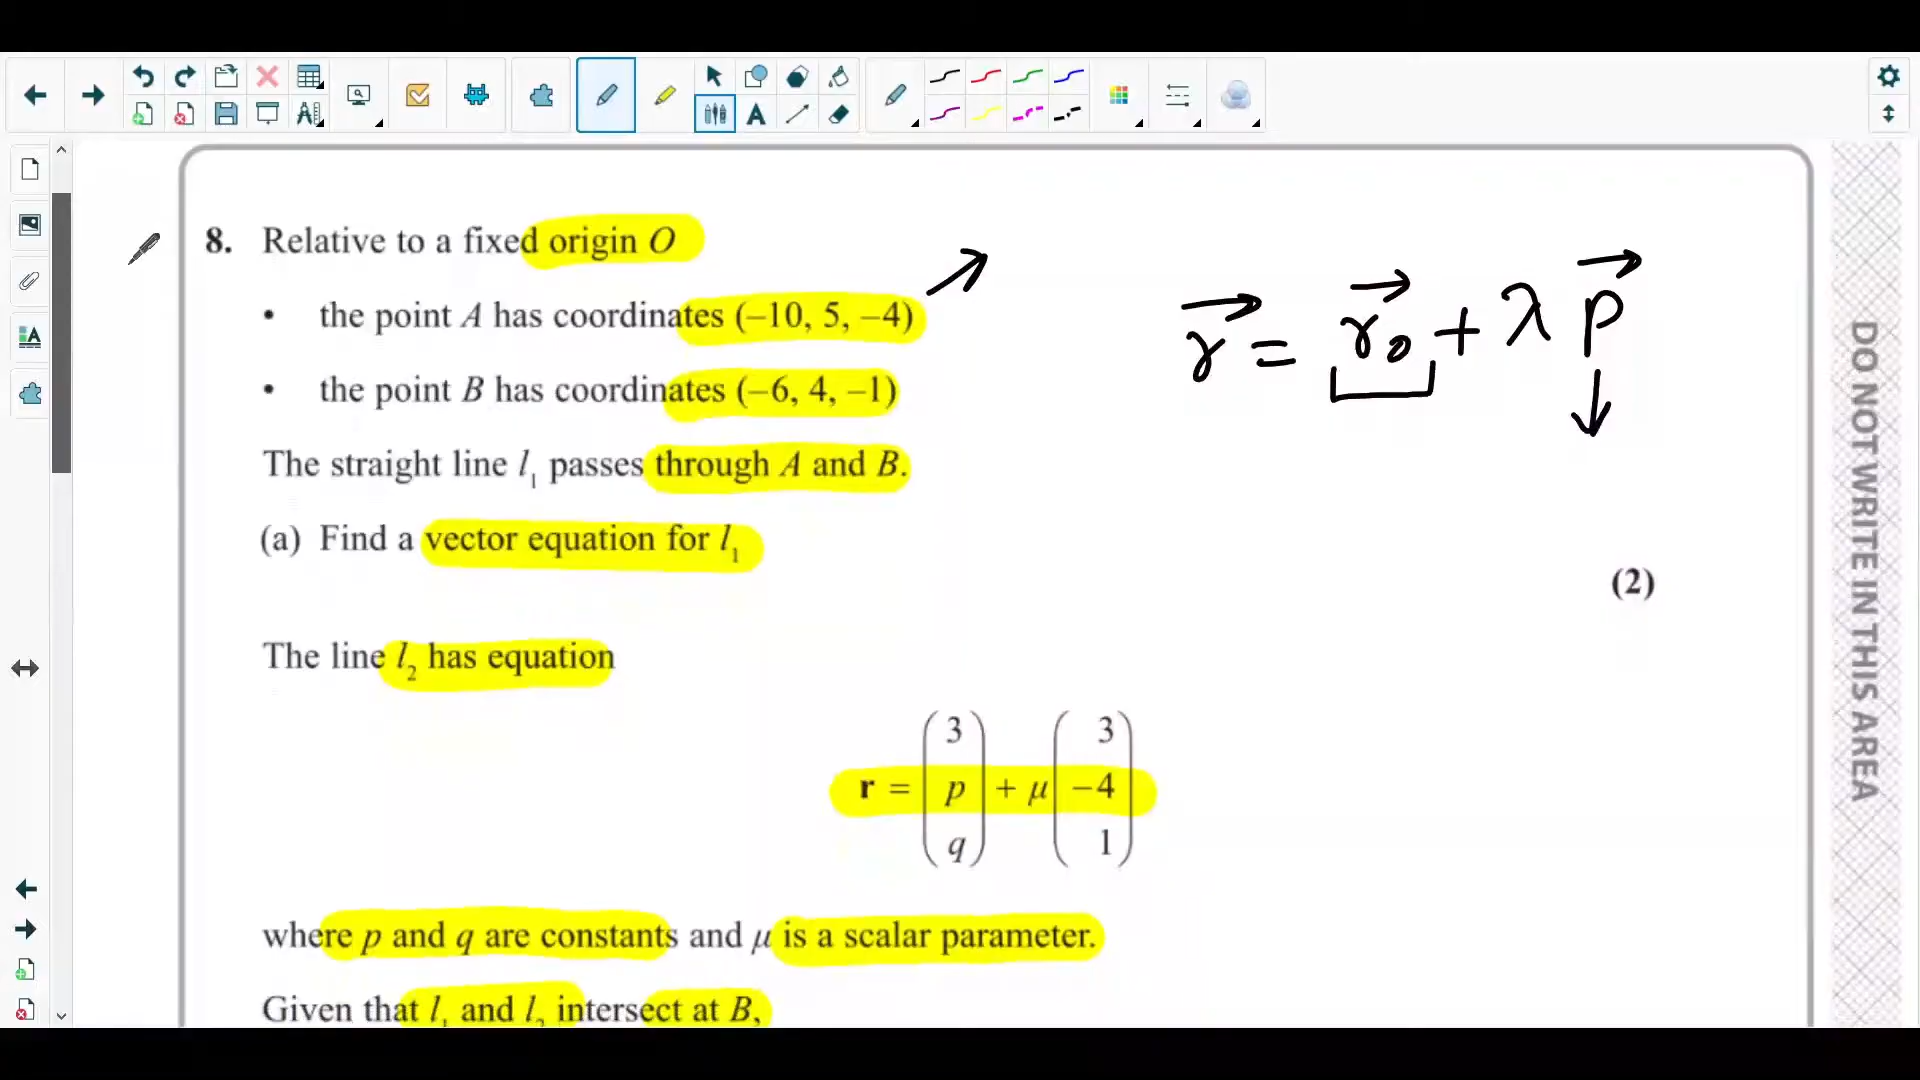 8. Relative to a fixed origin O
• the point A has coordinates (–10, 5, –4)
• the point B has coordinates (–6, 4, –1)
The straight line l₁ passes through A and B.
(a) Find a vector equation for l₁
(2)
The line l₂ has equation
r = (3 p q) + μ (3 –4 1)
where p and q are constants and μ is a scalar parameter.
Given that l₁ and l₂ intersect at B,
r⃗ = r⃗₀ + λ p⃗
DO NOT WRITE IN THIS AREA